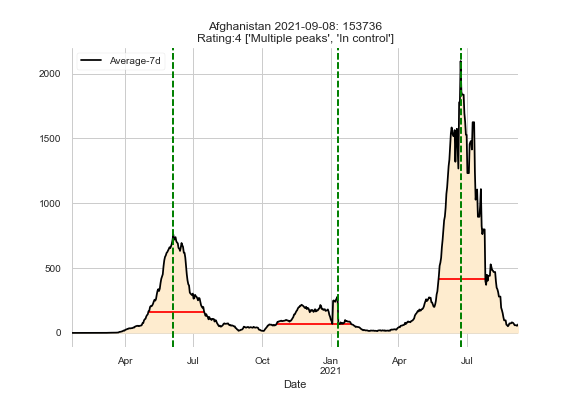 Afghanistan 2021-09-08: 153736
Rating:4 ['Multiple peaks', 'In control']
Average-7d
2000
1500
1000
500
0
Apr
Jul
Oct
Jan
2021
Apr
Jul
Date